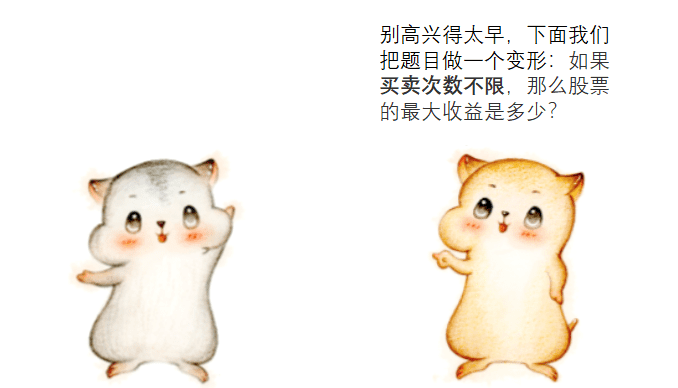 别高兴得太早，下面我们
把题目做一个变形：如果
买卖次数不限，那么股票
的最大收益是多少？